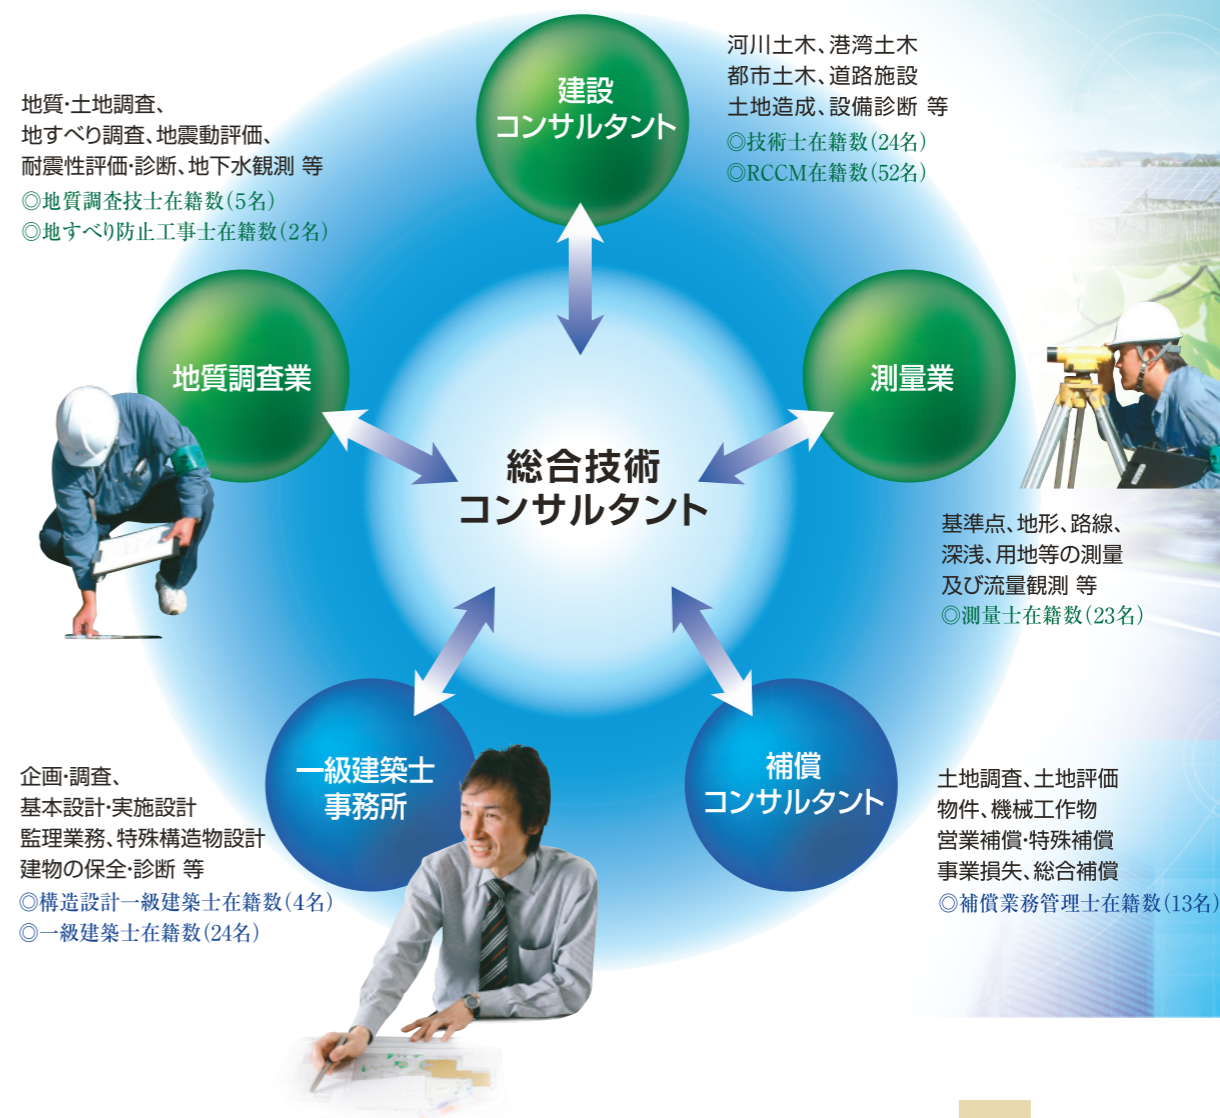 建設
コンサルタント
河川土木、港湾土木
都市土木、道路施設
土地造成、設備診断 等
◎技術士在籍数(24名)
◎RCCM在籍数(52名)
地質・土地調査、
地すべり調査、地震動評価、
耐震性評価・診断、地下水観測 等
◎地質調査技士在籍数(5名)
◎地すべり防止工事士在籍数(2名)
地質調査業
測量業
総合技術
コンサルタント
基準点、地形、路線、
深浅、用地等の測量
及び流量観測 等
◎測量士在籍数(23名)
一級建築士
事務所
企画・調査、
基本設計・実施設計
監理業務、特殊構造物設計
建物の保全・診断 等
◎構造設計一級建築士在籍数(4名)
◎一級建築士在籍数(24名)
補償
コンサルタント
土地調査、土地評価
物件、機械工作物
営業補償・特殊補償
事業損失、総合補償
◎補償業務管理士在籍数(13名)